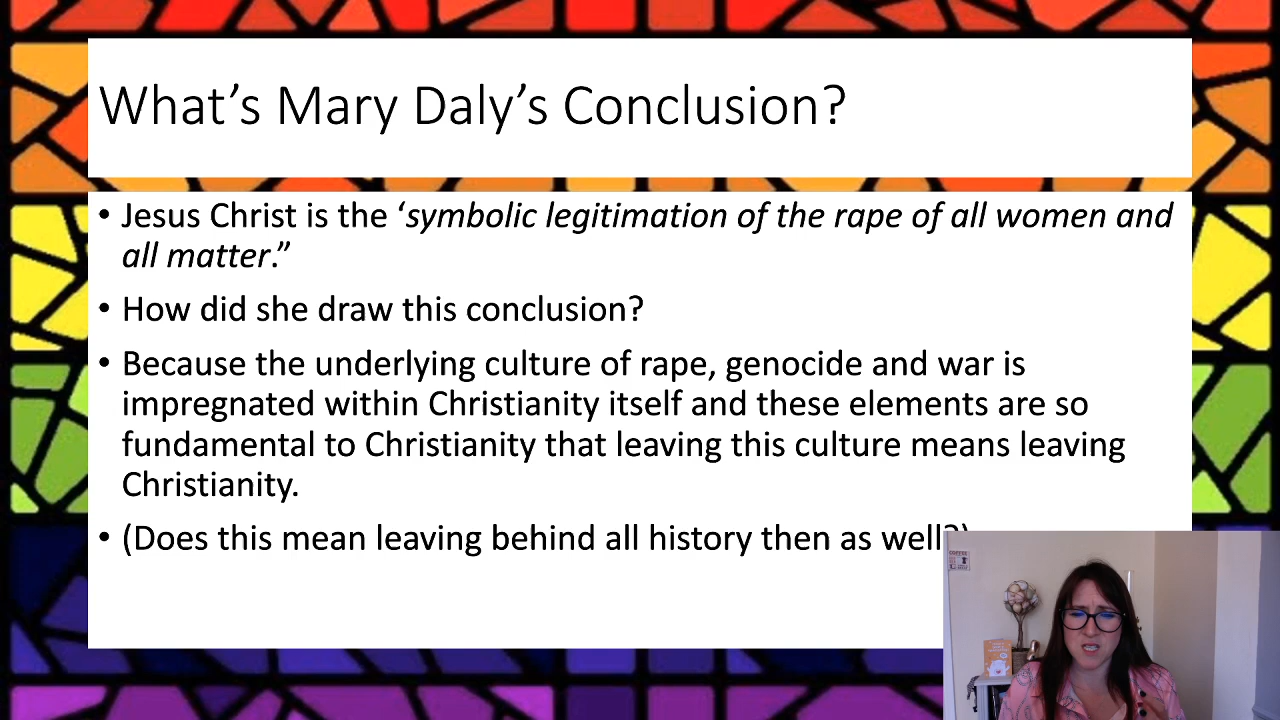 What’s Mary Daly’s Conclusion?
• Jesus Christ is the ‘symbolic legitimation of the rape of all women and
all matter.”
• How did she draw this conclusion?
• Because the underlying culture of rape, genocide and war is
impregnated within Christianity itself and these elements are so
fundamental to Christianity that leaving this culture means leaving
Christianity.
• (Does this mean leaving behind all history then as well?)
COFFEE